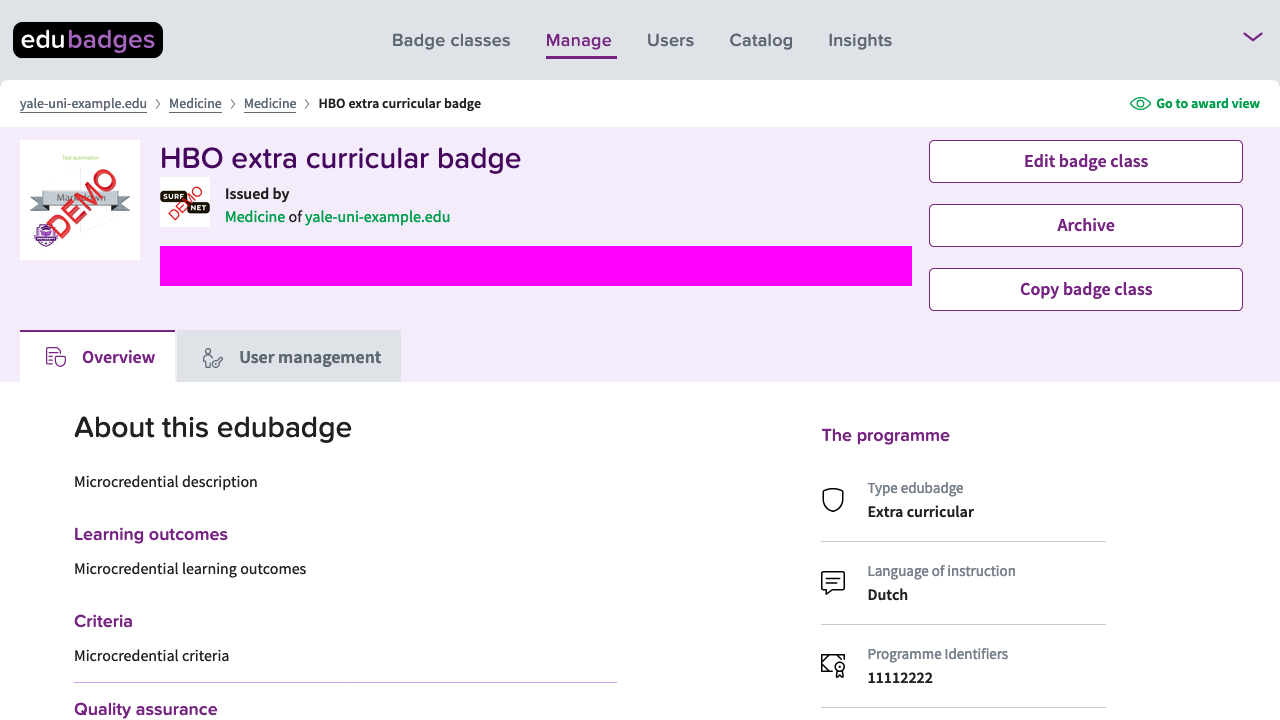 edubadges
Badge classes
Manage
Users
Catalog
Insights
yale-uni-example.edu
Medicine
Medicine
HBO extra curricular badge
Go to award view
Test automation
DEMO
HBO extra curricular badge
SURF
NET
DEMO
Issued by
Medicine of yale-uni-example.edu
Edit badge class
Archive
Copy badge class
Overview
User management
About this edubadge
Microcredential description
Learning outcomes
Microcredential learning outcomes
Criteria
Microcredential criteria
Quality assurance
The programme
Type edubadge
Extra curricular
Language of instruction
Dutch
Programme Identifiers
11112222